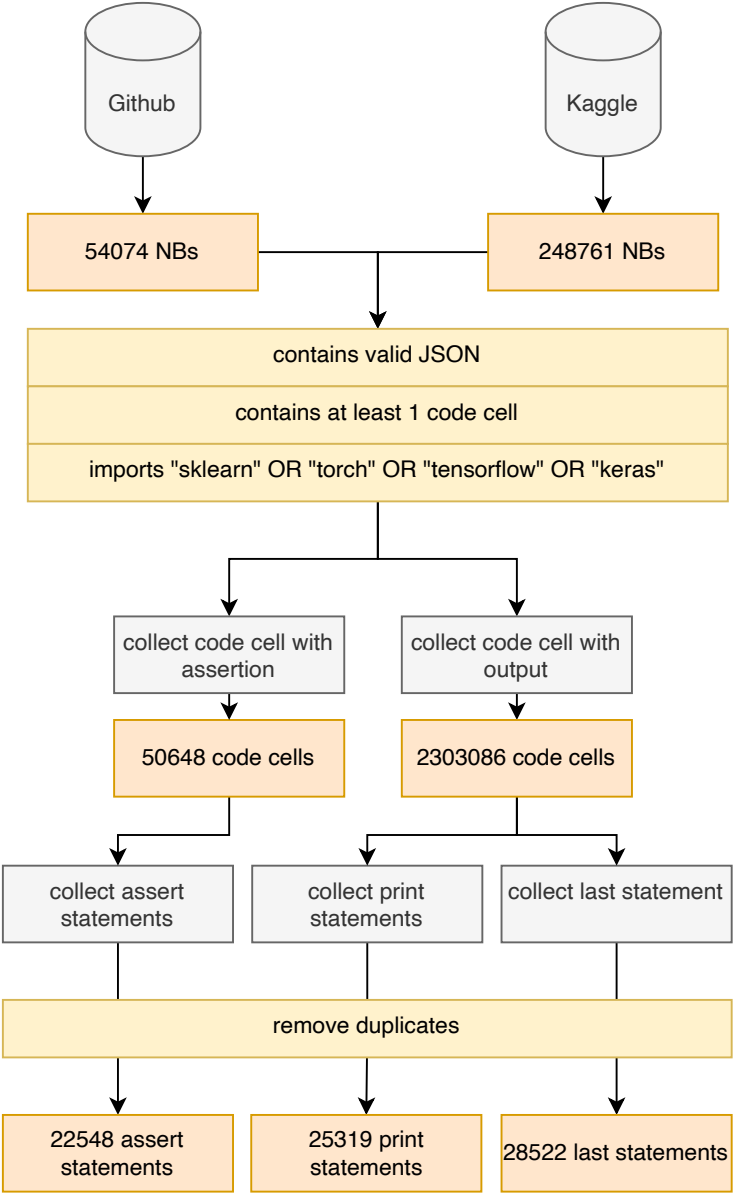 Github
Kaggle
54074 NBs
248761 NBs
contains valid JSON
contains at least 1 code cell
imports "sklearn" OR "torch" OR "tensorflow" OR "keras"
collect code cell with
assertion
collect code cell with
output
50648 code cells
2303086 code cells
collect assert
statements
collect print
statements
collect last statement
remove duplicates
22548 assert
statements
25319 print
statements
28522 last statements